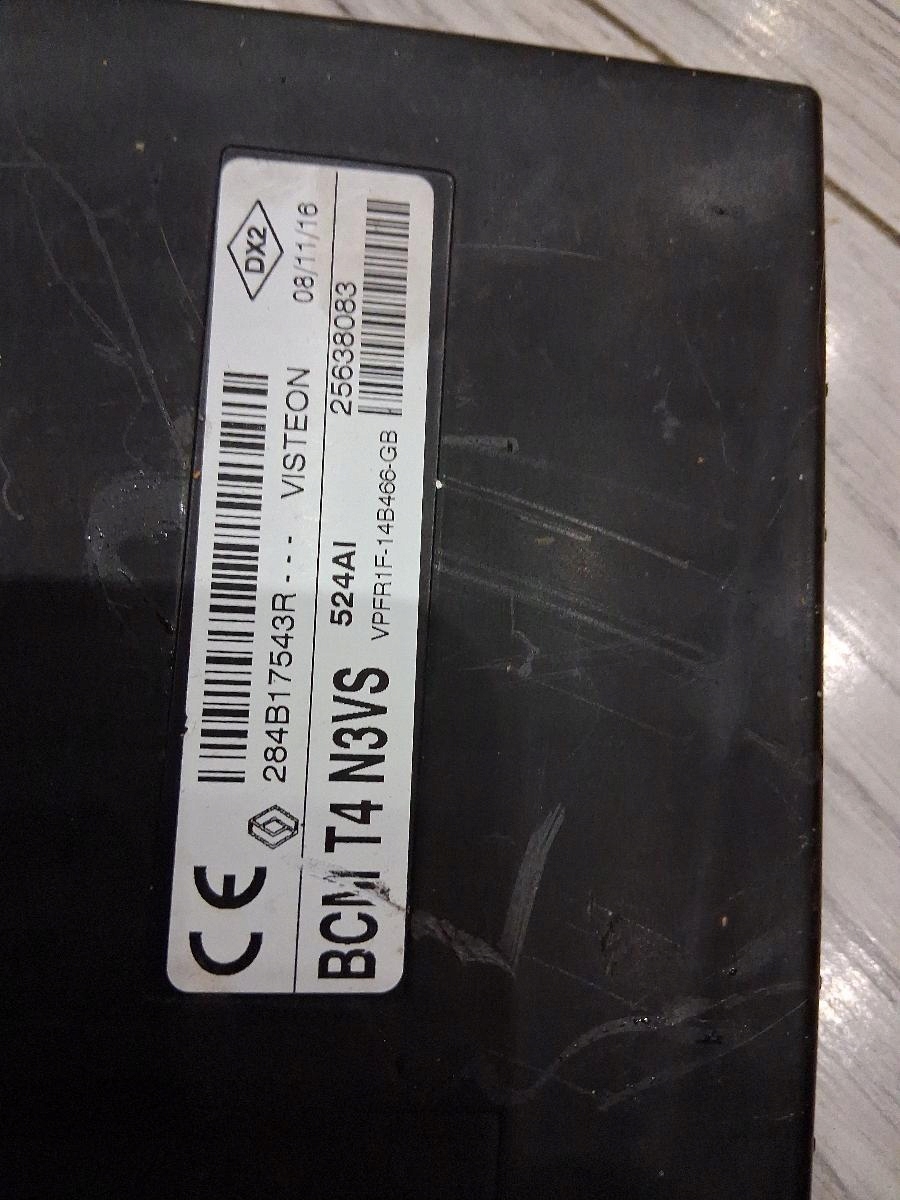 CE
DX2
284B17543R--- VISTEON 08/11/16
BCM T4 N3VS 524AI 25638083
VPFR1F-14B466-GB